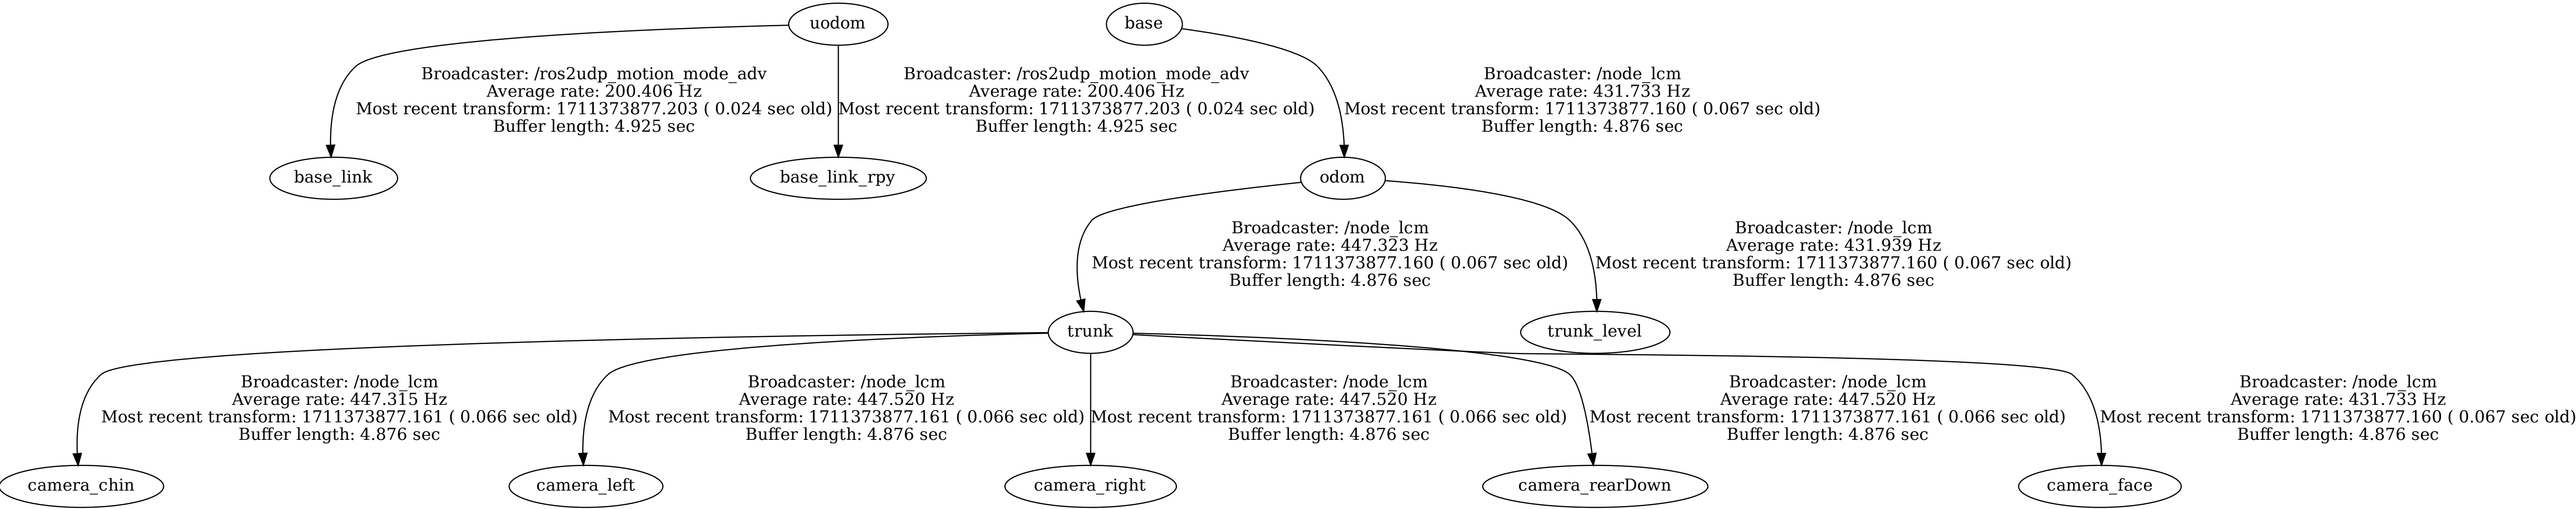 uodom
base
Broadcaster: /ros2udp_motion_mode_adv
Average rate: 200.406 Hz
Most recent transform: 1711373877.203 ( 0.024 sec old)
Buffer length: 4.925 sec
Broadcaster: /ros2udp_motion_mode_adv
Average rate: 200.406 Hz
Most recent transform: 1711373877.203 ( 0.024 sec old)
Buffer length: 4.925 sec
Broadcaster: /node_lcm
Average rate: 431.733 Hz
Most recent transform: 1711373877.160 ( 0.067 sec old)
Buffer length: 4.876 sec
base_link
base_link_rpy
odom
Broadcaster: /node_lcm
Average rate: 447.323 Hz
Most recent transform: 1711373877.160 ( 0.067 sec old)
Buffer length: 4.876 sec
Broadcaster: /node_lcm
Average rate: 431.939 Hz
Most recent transform: 1711373877.160 ( 0.067 sec old)
Buffer length: 4.876 sec
trunk
trunk_level
Broadcaster: /node_lcm
Average rate: 447.315 Hz
Most recent transform: 1711373877.161 ( 0.066 sec old)
Buffer length: 4.876 sec
Broadcaster: /node_lcm
Average rate: 447.520 Hz
Most recent transform: 1711373877.161 ( 0.066 sec old)
Buffer length: 4.876 sec
Broadcaster: /node_lcm
Average rate: 447.520 Hz
Most recent transform: 1711373877.161 ( 0.066 sec old)
Buffer length: 4.876 sec
Broadcaster: /node_lcm
Average rate: 447.520 Hz
Most recent transform: 1711373877.161 ( 0.066 sec old)
Buffer length: 4.876 sec
Broadcaster: /node_lcm
Average rate: 431.733 Hz
Most recent transform: 1711373877.160 ( 0.067 sec old)
Buffer length: 4.876 sec
camera_chin
camera_left
camera_right
camera_rearDown
camera_face